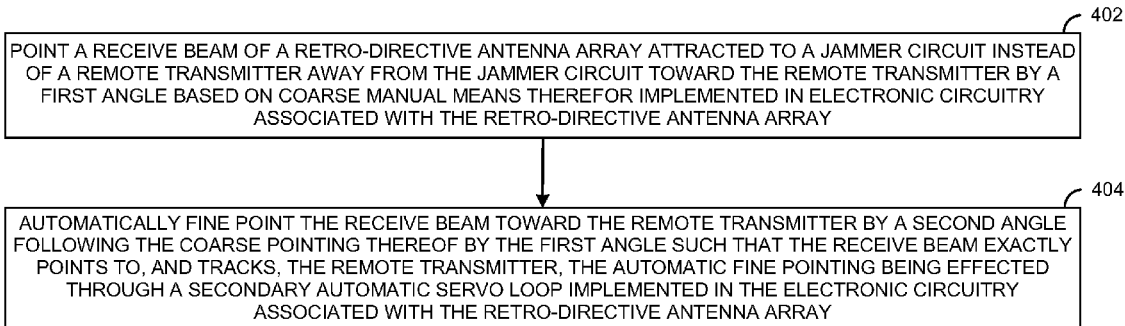 402
POINT A RECEIVE BEAM OF A RETRO-DIRECTIVE ANTENNA ARRAY ATTRACTED TO A JAMMER CIRCUIT INSTEAD
OF A REMOTE TRANSMITTER AWAY FROM THE JAMMER CIRCUIT TOWARD THE REMOTE TRANSMITTER BY A
FIRST ANGLE BASED ON COARSE MANUAL MEANS THEREFOR IMPLEMENTED IN ELECTRONIC CIRCUITRY
ASSOCIATED WITH THE RETRO-DIRECTIVE ANTENNA ARRAY
404
AUTOMATICALLY FINE POINT THE RECEIVE BEAM TOWARD THE REMOTE TRANSMITTER BY A SECOND ANGLE
FOLLOWING THE COARSE POINTING THEREOF BY THE FIRST ANGLE SUCH THAT THE RECEIVE BEAM EXACTLY
POINTS TO, AND TRACKS, THE REMOTE TRANSMITTER, THE AUTOMATIC FINE POINTING BEING EFFECTED
THROUGH A SECONDARY AUTOMATIC SERVO LOOP IMPLEMENTED IN THE ELECTRONIC CIRCUITRY
ASSOCIATED WITH THE RETRO-DIRECTIVE ANTENNA ARRAY